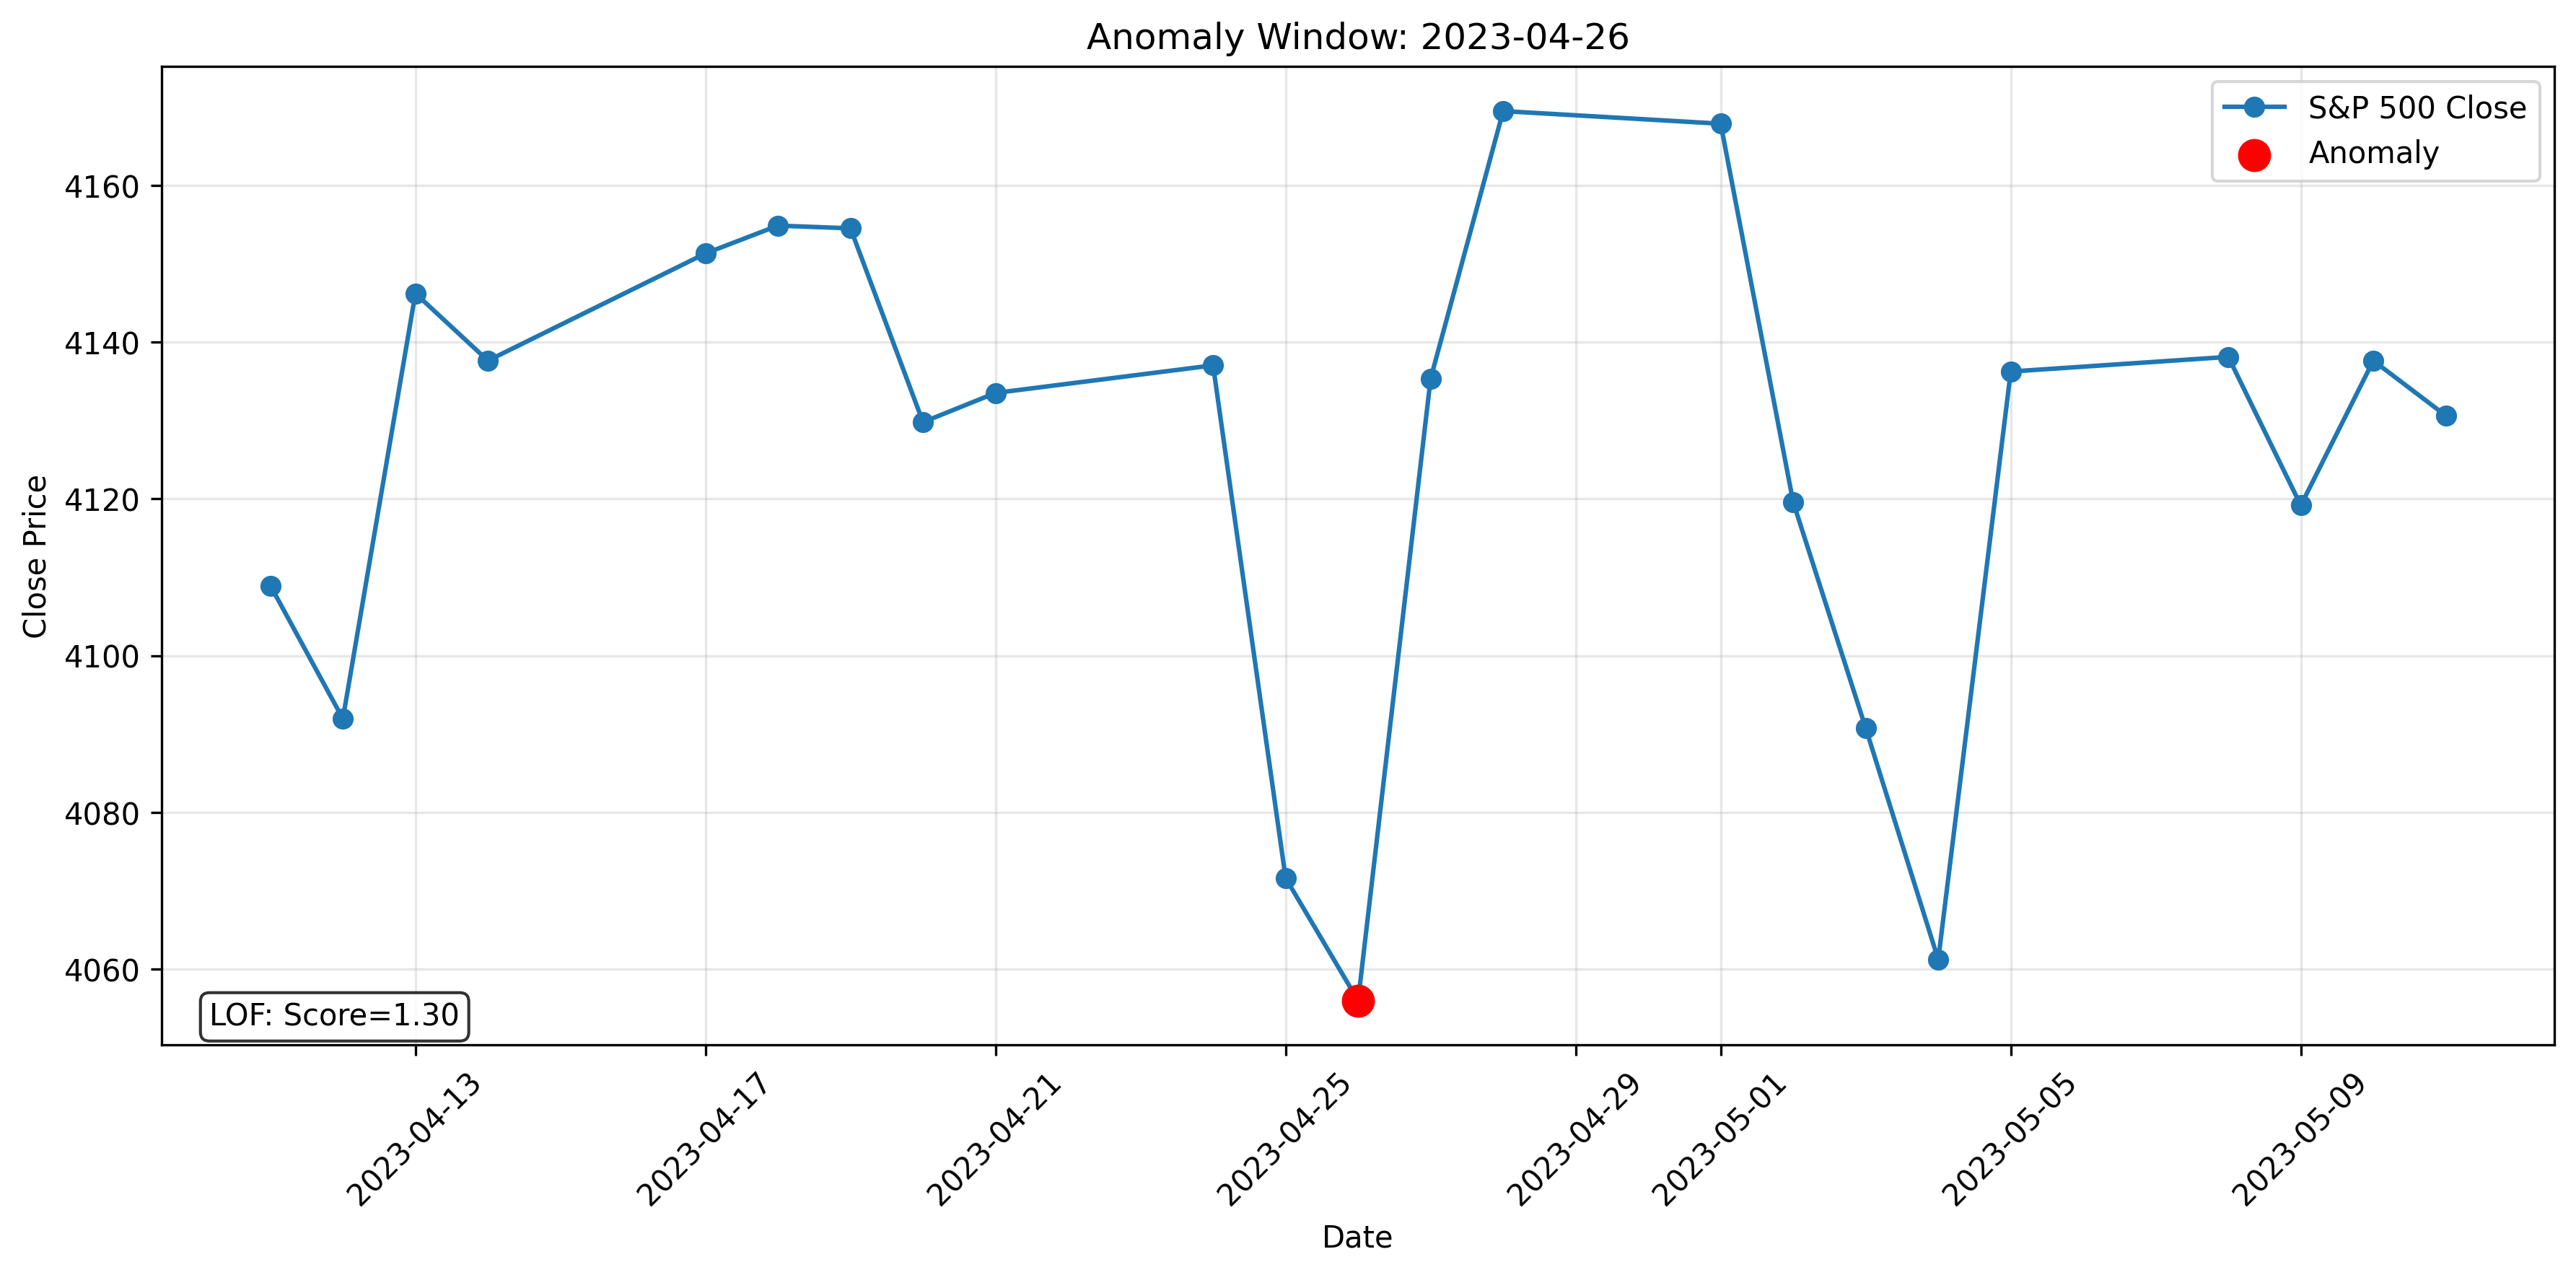 Anomaly Window: 2023-04-26
S&P 500 Close
Anomaly
Close Price
4160
4140
4120
4100
4080
4060
LOF: Score=1.30
2023-04-13
2023-04-17
2023-04-21
2023-04-25
2023-04-29
2023-05-01
2023-05-05
2023-05-09
Date